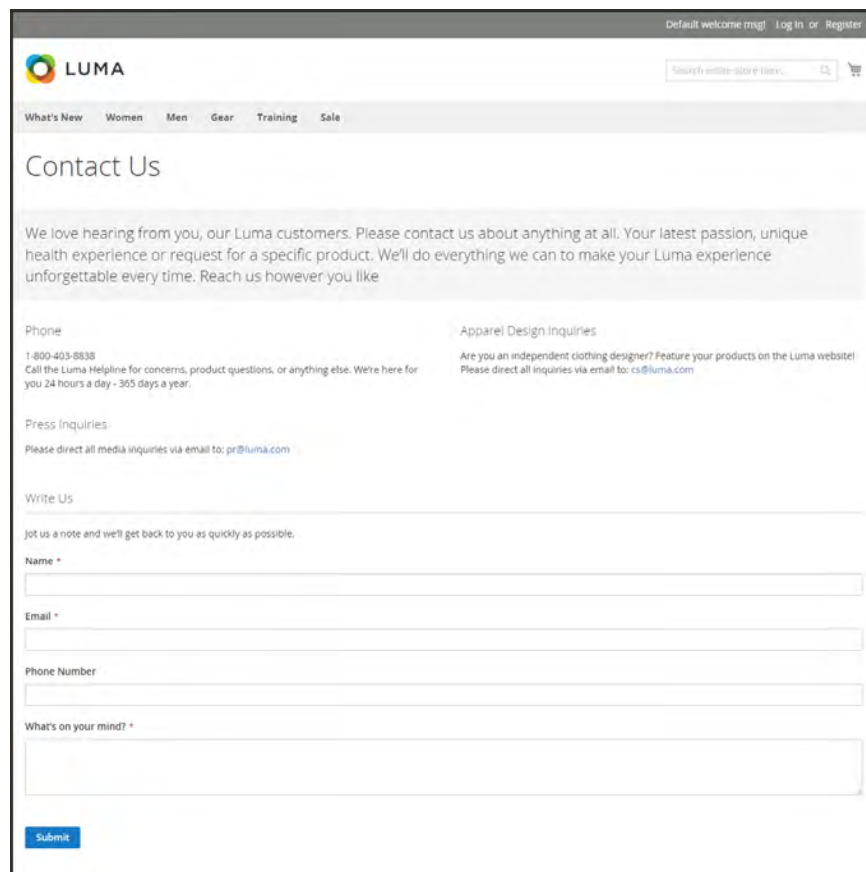 Default welcome msg! Log In or Register
LUMA
Search entire store here...
What's New Women Men Gear Training Sale
Contact Us
We love hearing from you, our Luma customers. Please contact us about anything at all. Your latest passion, unique
health experience or request for a specific product. We'll do everything we can to make your Luma experience
unforgettable every time. Reach us however you like
Phone
1-800-403-8838
Call the Luma Helpline for concerns, product questions, or anything else. We're here for
you 24 hours a day - 365 days a year.
Apparel Design Inquiries
Are you an independent clothing designer? Feature your products on the Luma website!
Please direct all inquiries via email to: cs@luma.com
Press Inquiries
Please direct all media inquiries via email to: pr@luma.com
Write Us
Jot us a note and we'll get back to you as quickly as possible.
Name *
Email *
Phone Number
What's on your mind? *
Submit